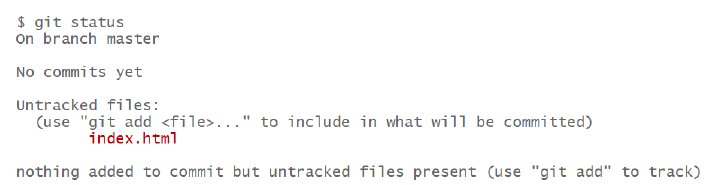 $ git status
On branch master
No commits yet
Untracked files:
(use "git add <file>..." to include in what will be committed)
index.html
nothing added to commit but untracked files present (use "git add" to track)